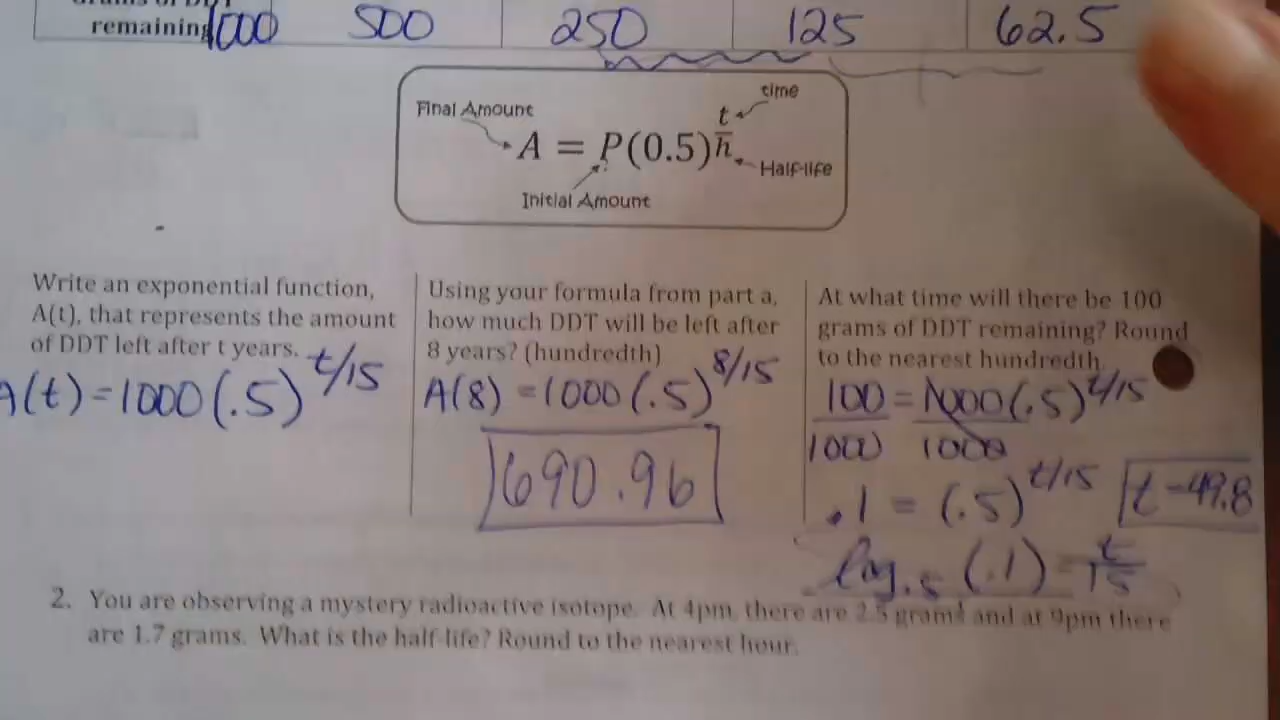 remaining 1000 500 250 125 62.5
Final Amount
time
A = P(0.5)^(t/h)
Half-life
Initial Amount
Write an exponential function,
A(t), that represents the amount
of DDT left after t years.
A(t) = 1000(.5)^t/15
Using your formula from part a,
how much DDT will be left after
8 years? (hundredth)
A(8) = 1000(.5)^8/15
690.96
At what time will there be 100
grams of DDT remaining? Round
to the nearest hundredth.
100 = 1000(.5)^t/15
1000 1000
.1 = (.5)^t/15
t = 49.8
log.5 (.1) = t/15
2. You are observing a mystery radioactive isotope. At 4pm, there are 2.5 grams and at 9pm there
are 1.7 grams. What is the half-life? Round to the nearest hour.